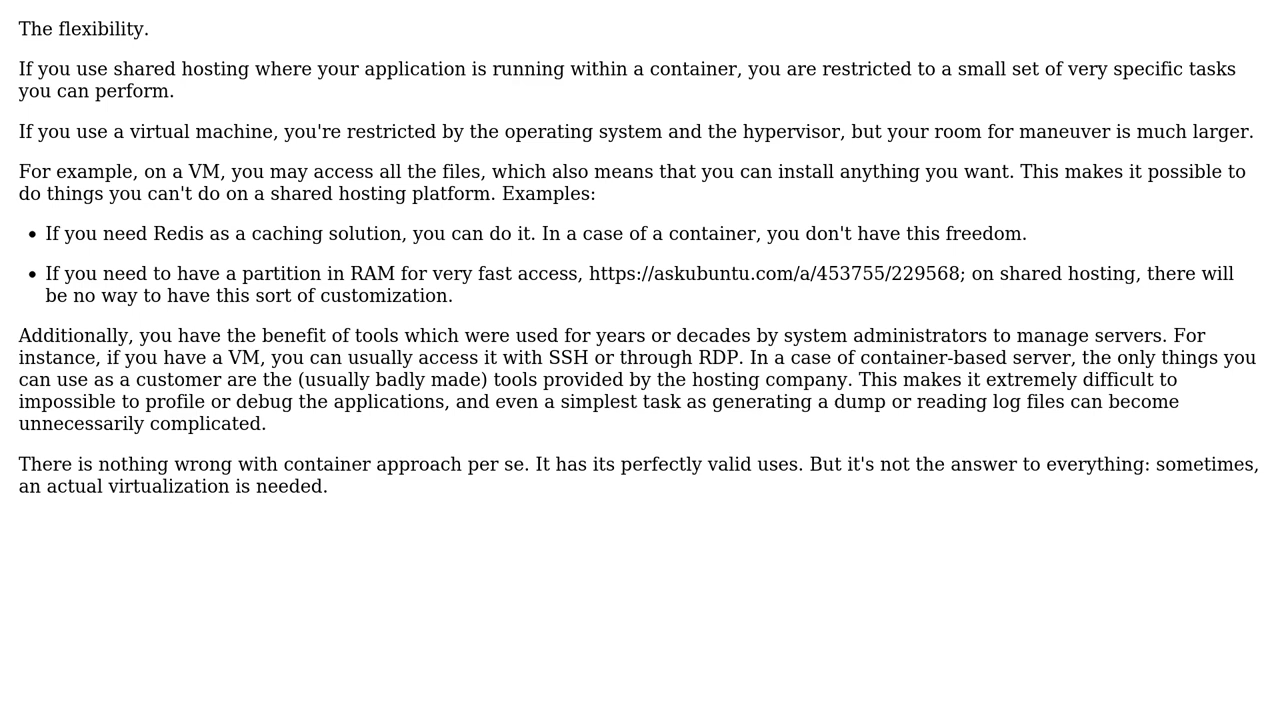 The flexibility.
If you use shared hosting where your application is running within a container, you are restricted to a small set of very specific tasks
you can perform.
If you use a virtual machine, you're restricted by the operating system and the hypervisor, but your room for maneuver is much larger.
For example, on a VM, you may access all the files, which also means that you can install anything you want. This makes it possible to
do things you can't do on a shared hosting platform. Examples:
• If you need Redis as a caching solution, you can do it. In a case of a container, you don't have this freedom.
• If you need to have a partition in RAM for very fast access, https://askubuntu.com/a/453755/229568; on shared hosting, there will
be no way to have this sort of customization.
Additionally, you have the benefit of tools which were used for years or decades by system administrators to manage servers. For
instance, if you have a VM, you can usually access it with SSH or through RDP. In a case of container-based server, the only things you
can use as a customer are the (usually badly made) tools provided by the hosting company. This makes it extremely difficult to
impossible to profile or debug the applications, and even a simplest task as generating a dump or reading log files can become
unnecessarily complicated.
There is nothing wrong with container approach per se. It has its perfectly valid uses. But it's not the answer to everything: sometimes,
an actual virtualization is needed.